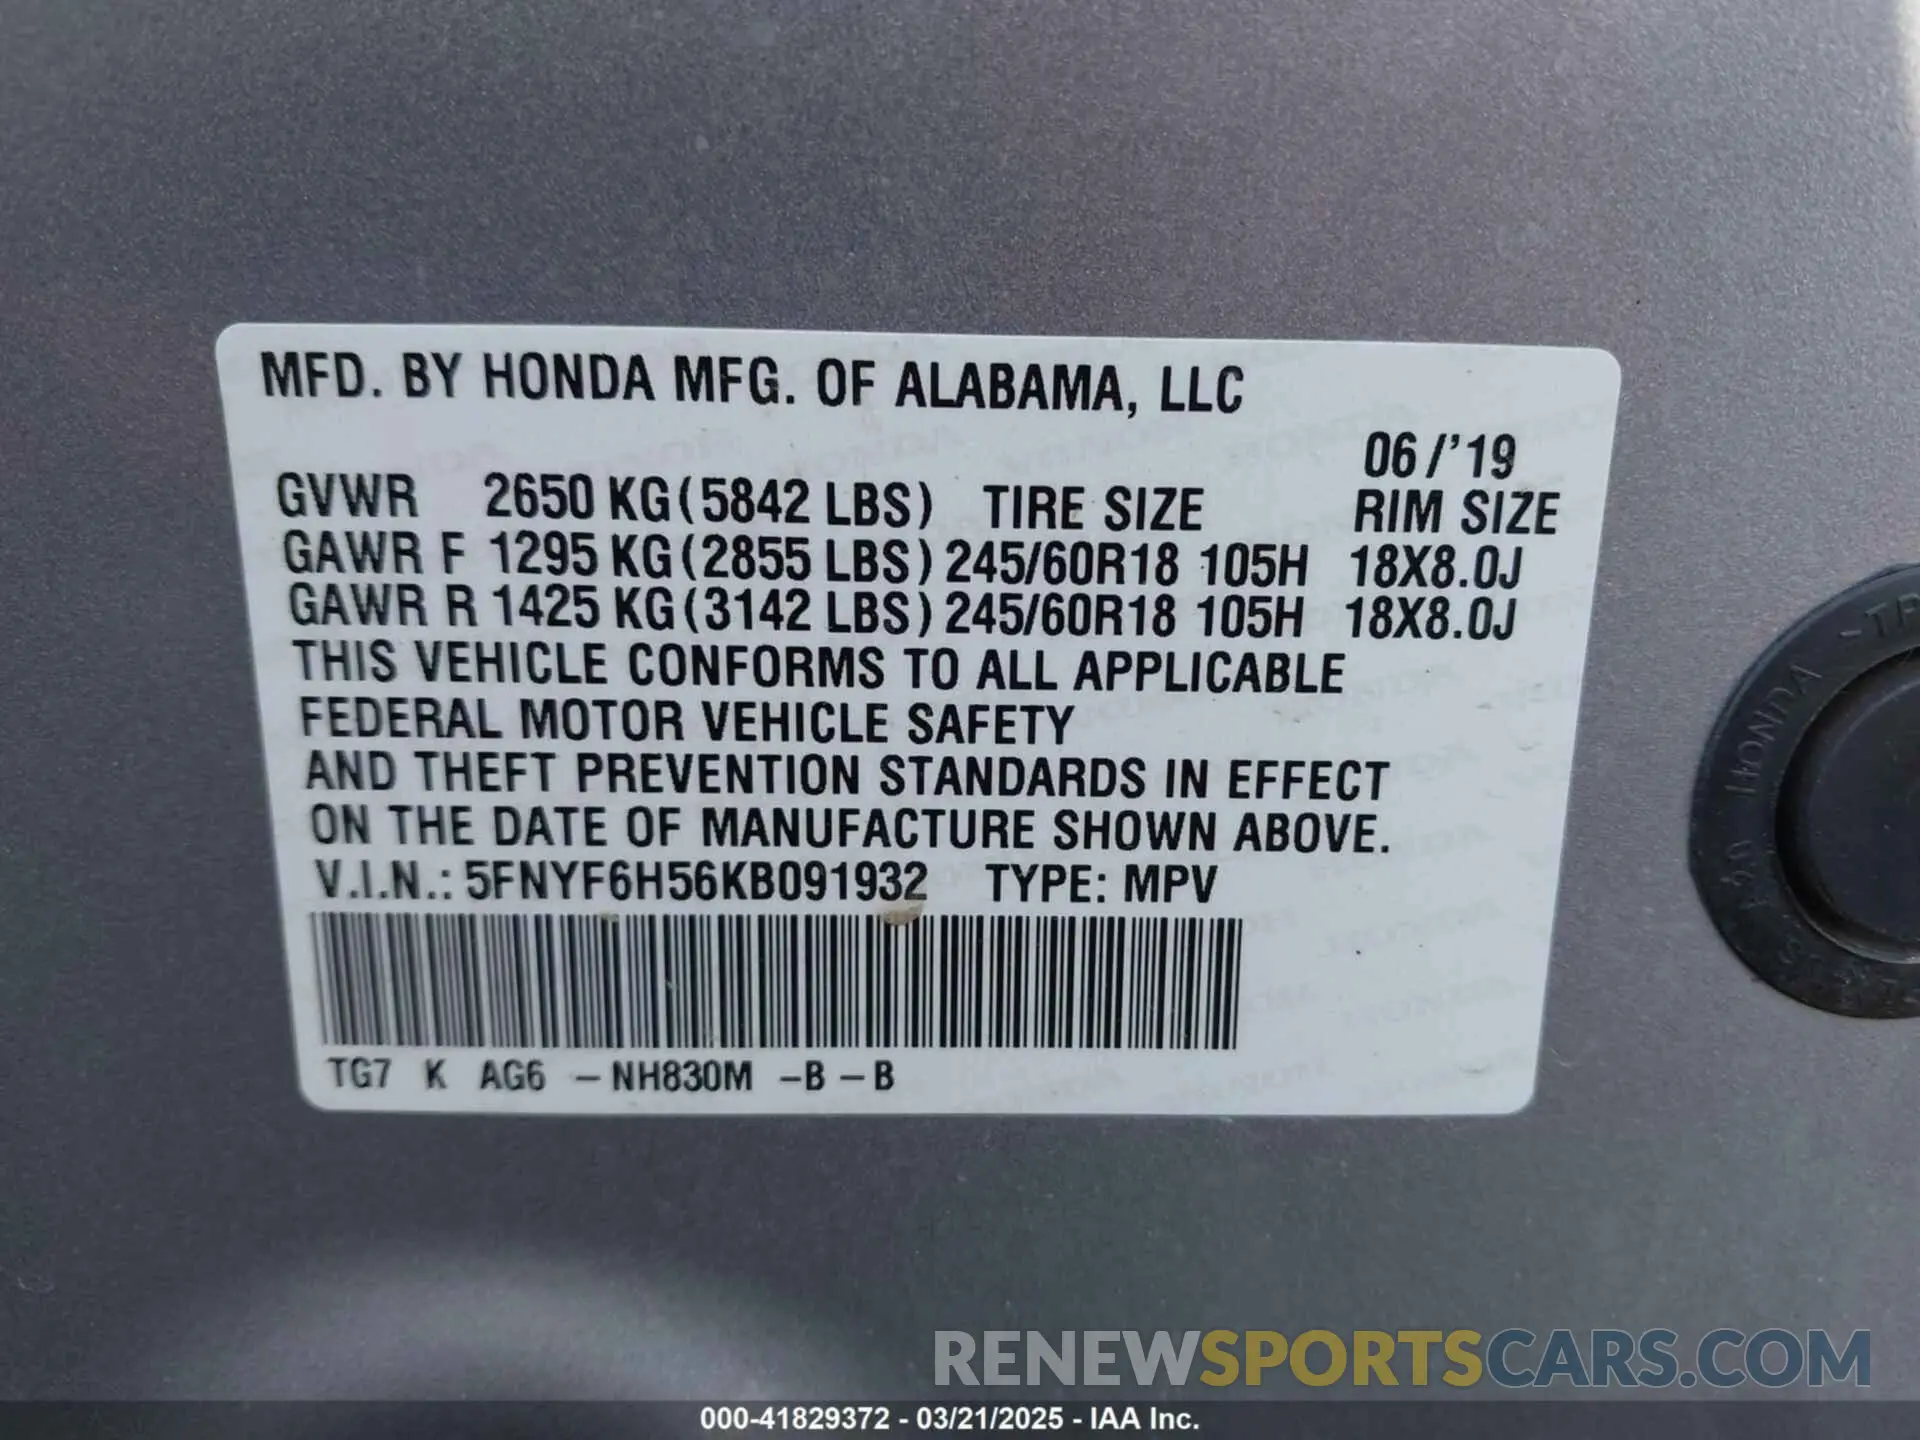 MFD. BY HONDA MFG. OF ALABAMA, LLC
06/'19
GVWR 2650 KG (5842 LBS) TIRE SIZE RIM SIZE
GAWR F 1295 KG (2855 LBS) 245/60R18 105H 18X8.0J
GAWR R 1425 KG (3142 LBS) 245/60R18 105H 18X8.0J
THIS VEHICLE CONFORMS TO ALL APPLICABLE
FEDERAL MOTOR VEHICLE SAFETY
AND THEFT PREVENTION STANDARDS IN EFFECT
ON THE DATE OF MANUFACTURE SHOWN ABOVE.
V.I.N.: 5FNYF6H56KB091932 TYPE: MPV
TG7 K AG6 -NH830M -B-B
HONDA
RENEWSPORTSCARS.COM
000-41829372 - 03/21/2025 - IAA Inc.